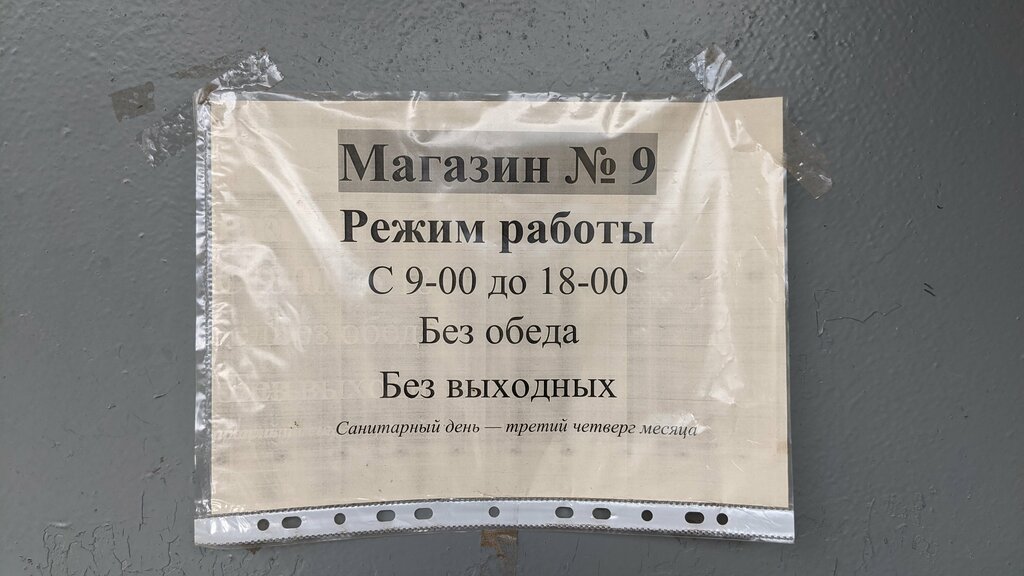 Магазин № 9
Режим работы
С 9-00 до 18-00
Без обеда
Без выходных
Санитарный день — третий четверг месяца